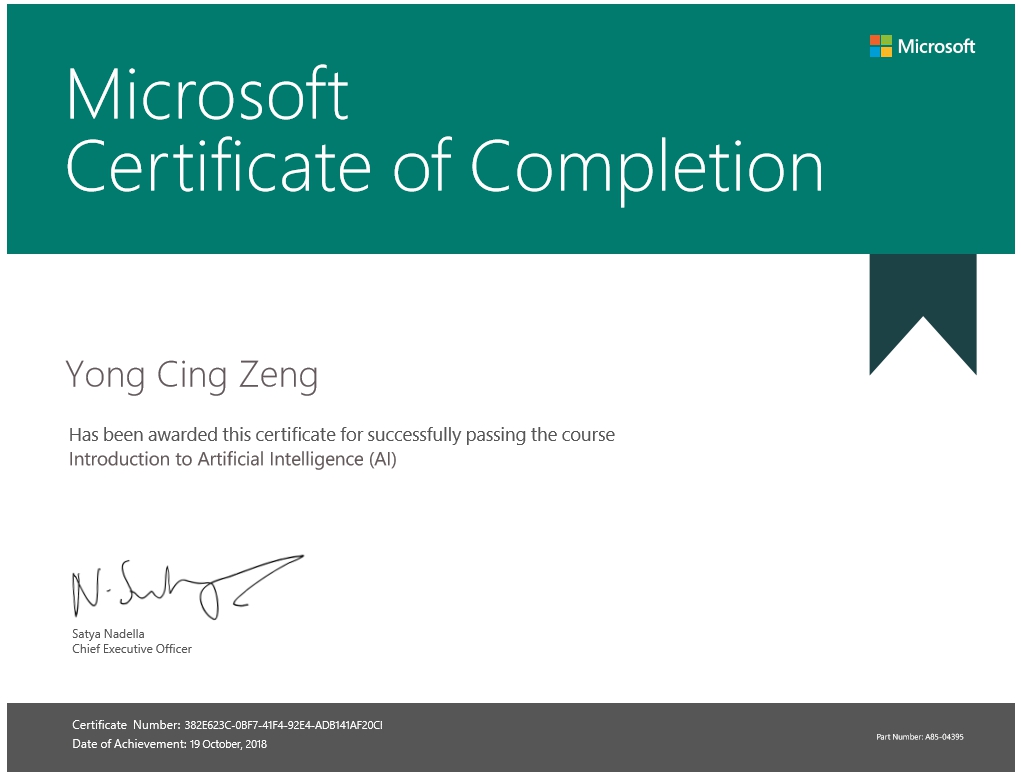 Microsoft
Microsoft
Certificate of Completion
Yong Cing Zeng
Has been awarded this certificate for successfully passing the course
Introduction to Artificial Intelligence (AI)
N. Satya
Satya Nadella
Chief Executive Officer
Certificate Number: 382E623C-0BF7-41F4-92E4-ADB141AF20CI
Date of Achievement: 19 October, 2018
Part Number: A85-04395